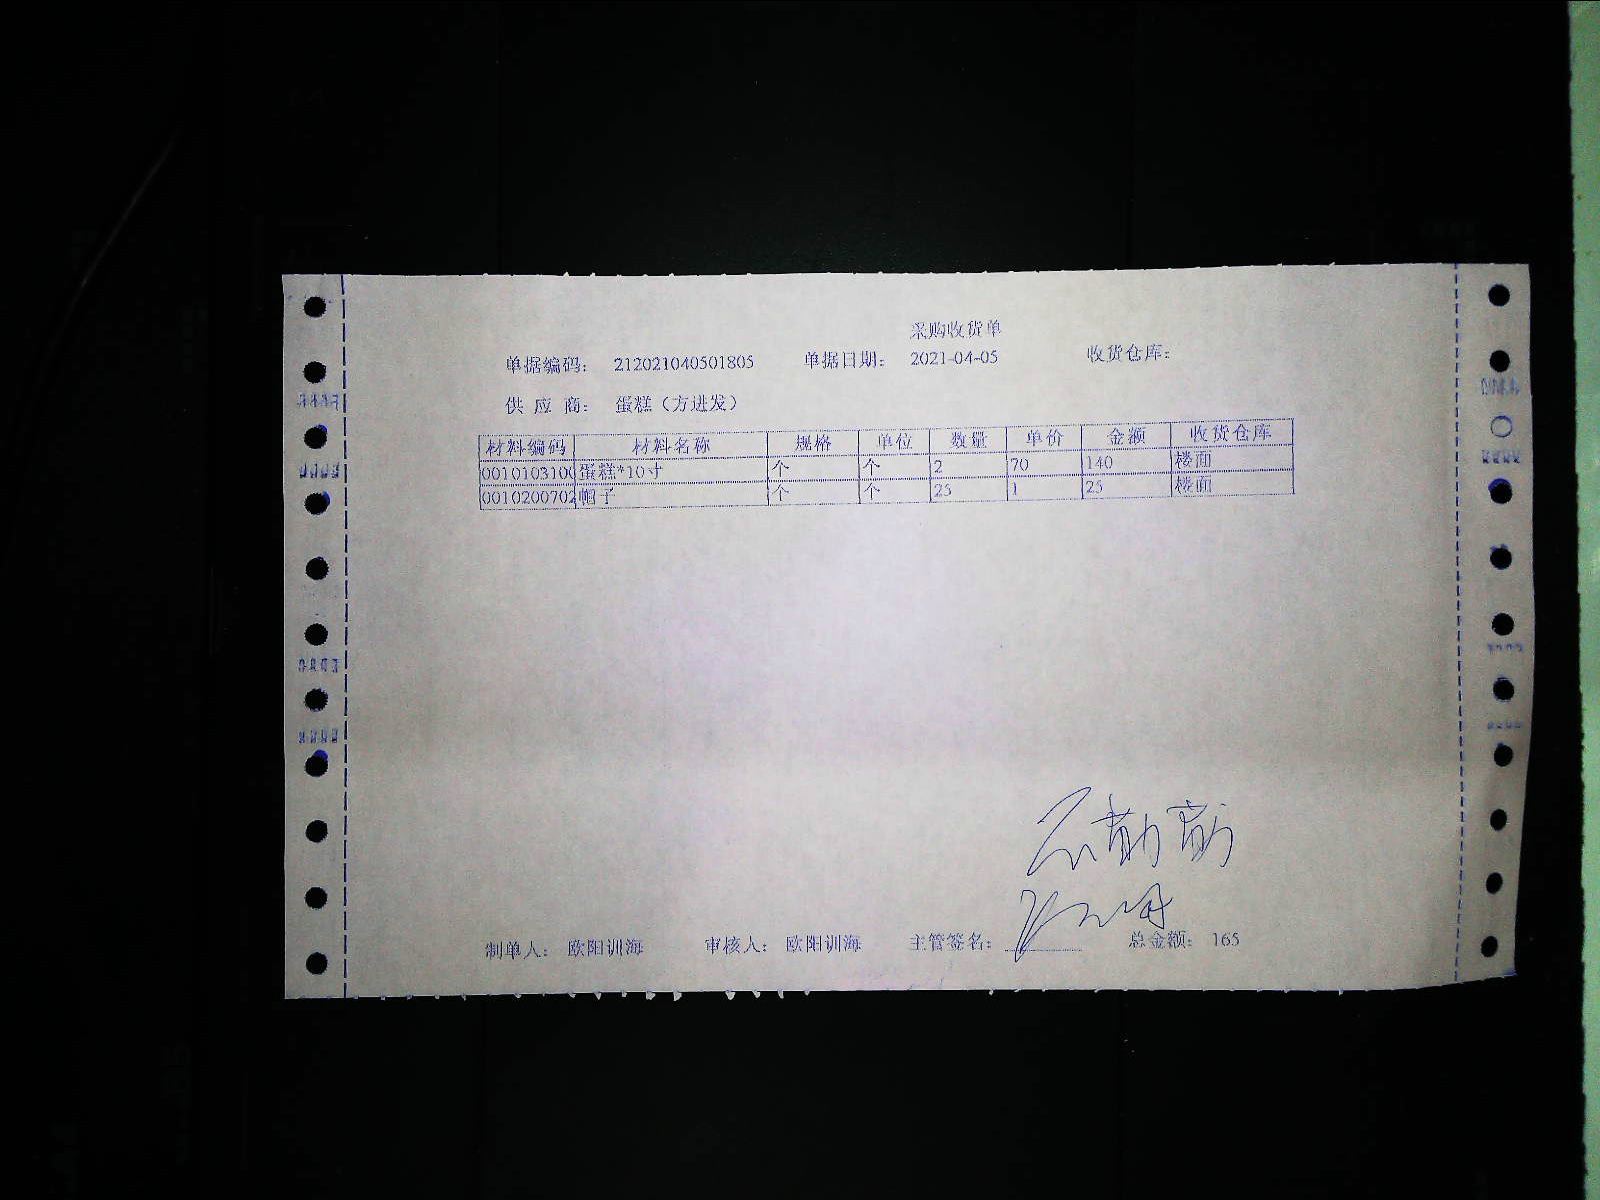 采购收货单
单据编码: 212021040501805 单据日期: 2021-04-05 收货仓库:
供 应 商: 蛋糕（方进发）
材料编码 材料名称 规格 单位 数量 单价 金额 收货仓库
0010103100 蛋糕*10寸 个 个 2 70 140 楼面
0010200702 帽子 个 个 25 1 25 楼面
制单人: 欧阳训海 审核人: 欧阳训海 主管签名: 总金额: 165